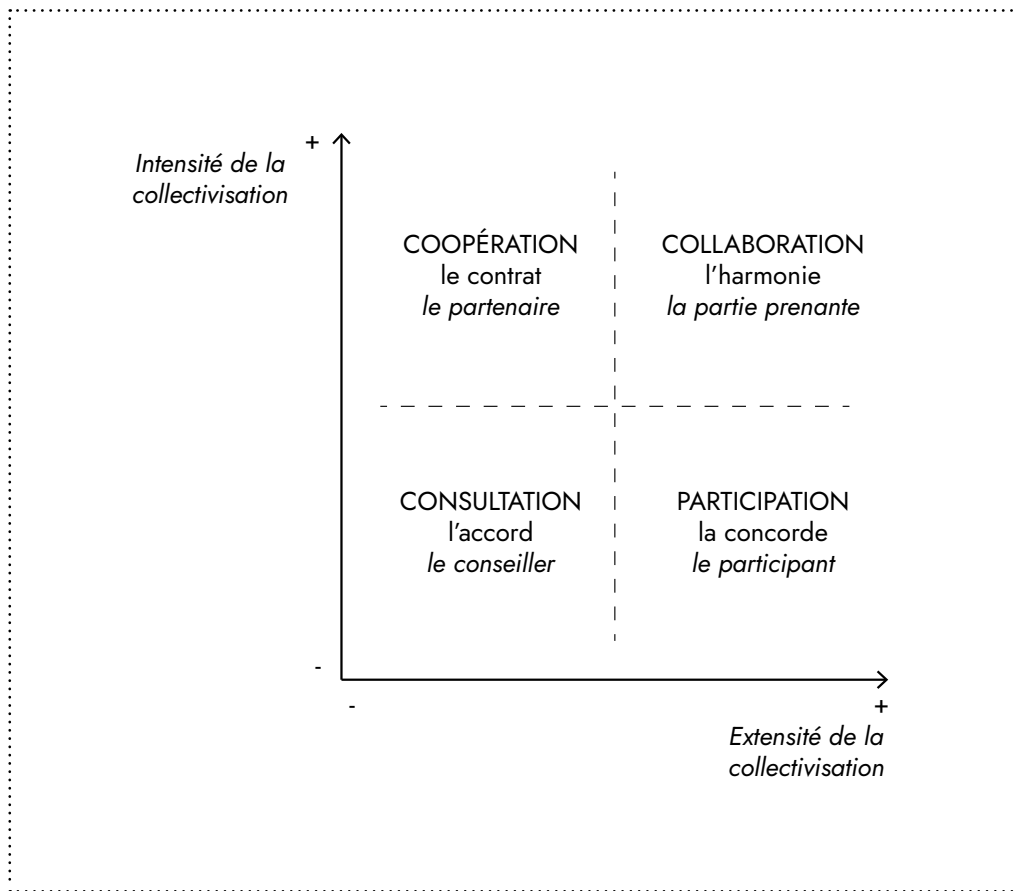 +
Intensité de la
collectivisation
COOPÉRATION
le contrat
le partenaire
COLLABORATION
l'harmonie
la partie prenante
CONSULTATION
l'accord
le conseiller
PARTICIPATION
la concorde
le participant
-
-
+
Extensité de la
collectivisation